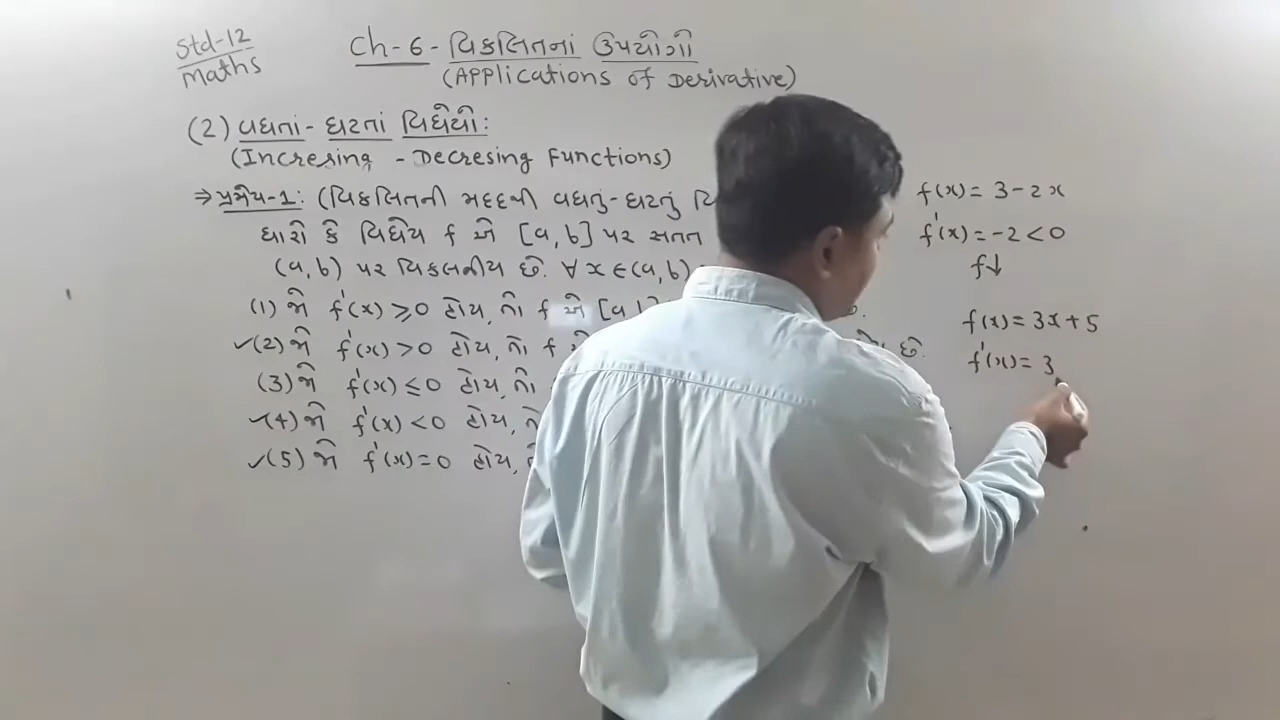 Std-12
Maths
Ch-6 - વિકલિતનાં ઉપયોગો
(Applications of Derivative)
(2) વધતાં - ઘટતાં વિધેયો:
(Incresing - Decresing Functions)
⇒ પ્રમેય-1: (વિકલિતની મદદથી વધતું-ઘટતું
ધારો કે વિધેય f એ [a, b] પર સતત
(a, b) પર વિકલનીય છે. ∀ x ∈ (a, b)
(1) જો f'(x) ≥ 0 હોય, તો f એ [a, b]
✓(2) જો f'(x) > 0 હોય, તો f છે.
(3) જો f'(x) ≤ 0 હોય, તો
✓(4) જો f'(x) < 0 હોય,
✓(5) જો f'(x) = 0 હોય,
f(x) = 3 - 2x
f'(x) = -2 < 0
f↓
f(x) = 3x + 5
f'(x) = 3